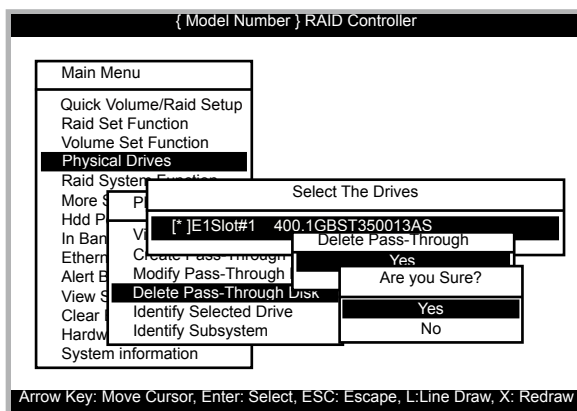 { Model Number } RAID Controller
Main Menu
Quick Volume/Raid Setup
Raid Set Function
Volume Set Function
Physical Drives
Raid System Function
More S
Hdd P
In Ban
Ethern
Alert B
View S
Clear
Hardw
System information
P
Vi
Create Pass-Through
Modify Pass-Through
Delete Pass-Through Disk
Identify Selected Drive
Identify Subsystem
Select The Drives
[* ]E1Slot#1 400.1GBST350013AS
Delete Pass-Through
Yes
Are you Sure?
Yes
No
Arrow Key: Move Cursor, Enter: Select, ESC: Escape, L:Line Draw, X: Redraw